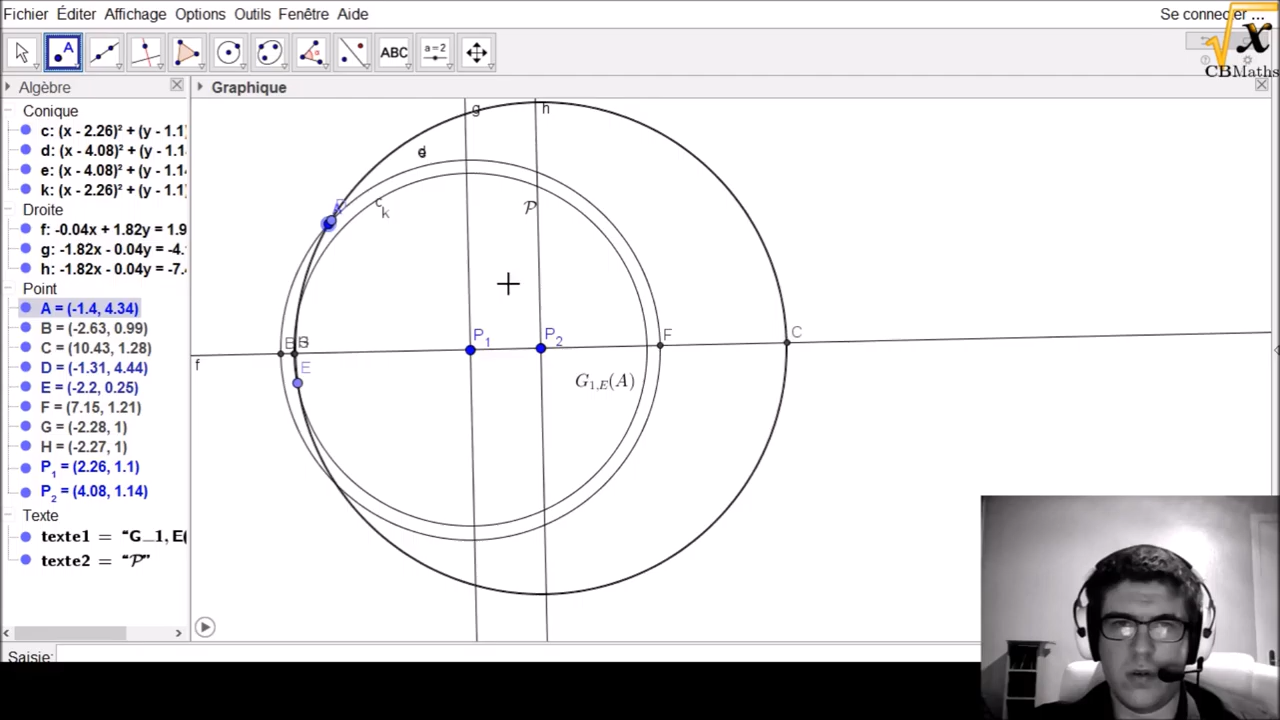 Fichier Éditer Affichage Options Outils Fenêtre Aide Se connecter ...
x
CBMaths
A ABC a=2
Algèbre Graphique
Conique
c: (x - 2.26)² + (y - 1.1)
d: (x - 4.08)² + (y - 1.1
e: (x - 4.08)² + (y - 1.14
k: (x - 2.26)² + (y - 1.1)
Droite
f: -0.04x + 1.82y = 1.9
g: -1.82x - 0.04y = -4.
h: -1.82x - 0.04y = -7.
Point
A = (-1.4, 4.34)
B = (-2.63, 0.99)
C = (10.43, 1.28)
D = (-1.31, 4.44)
E = (-2.2, 0.25)
F = (7.15, 1.21)
G = (-2.28, 1)
H = (-2.27, 1)
P₁ = (2.26, 1.1)
P₂ = (4.08, 1.14)
Texte
texte1 = “G_1, E(
texte2 = “𝒫”
g h
c
k
𝒫
P₁ P₂ F C
E
f
G₁,E(A)
Saisie: